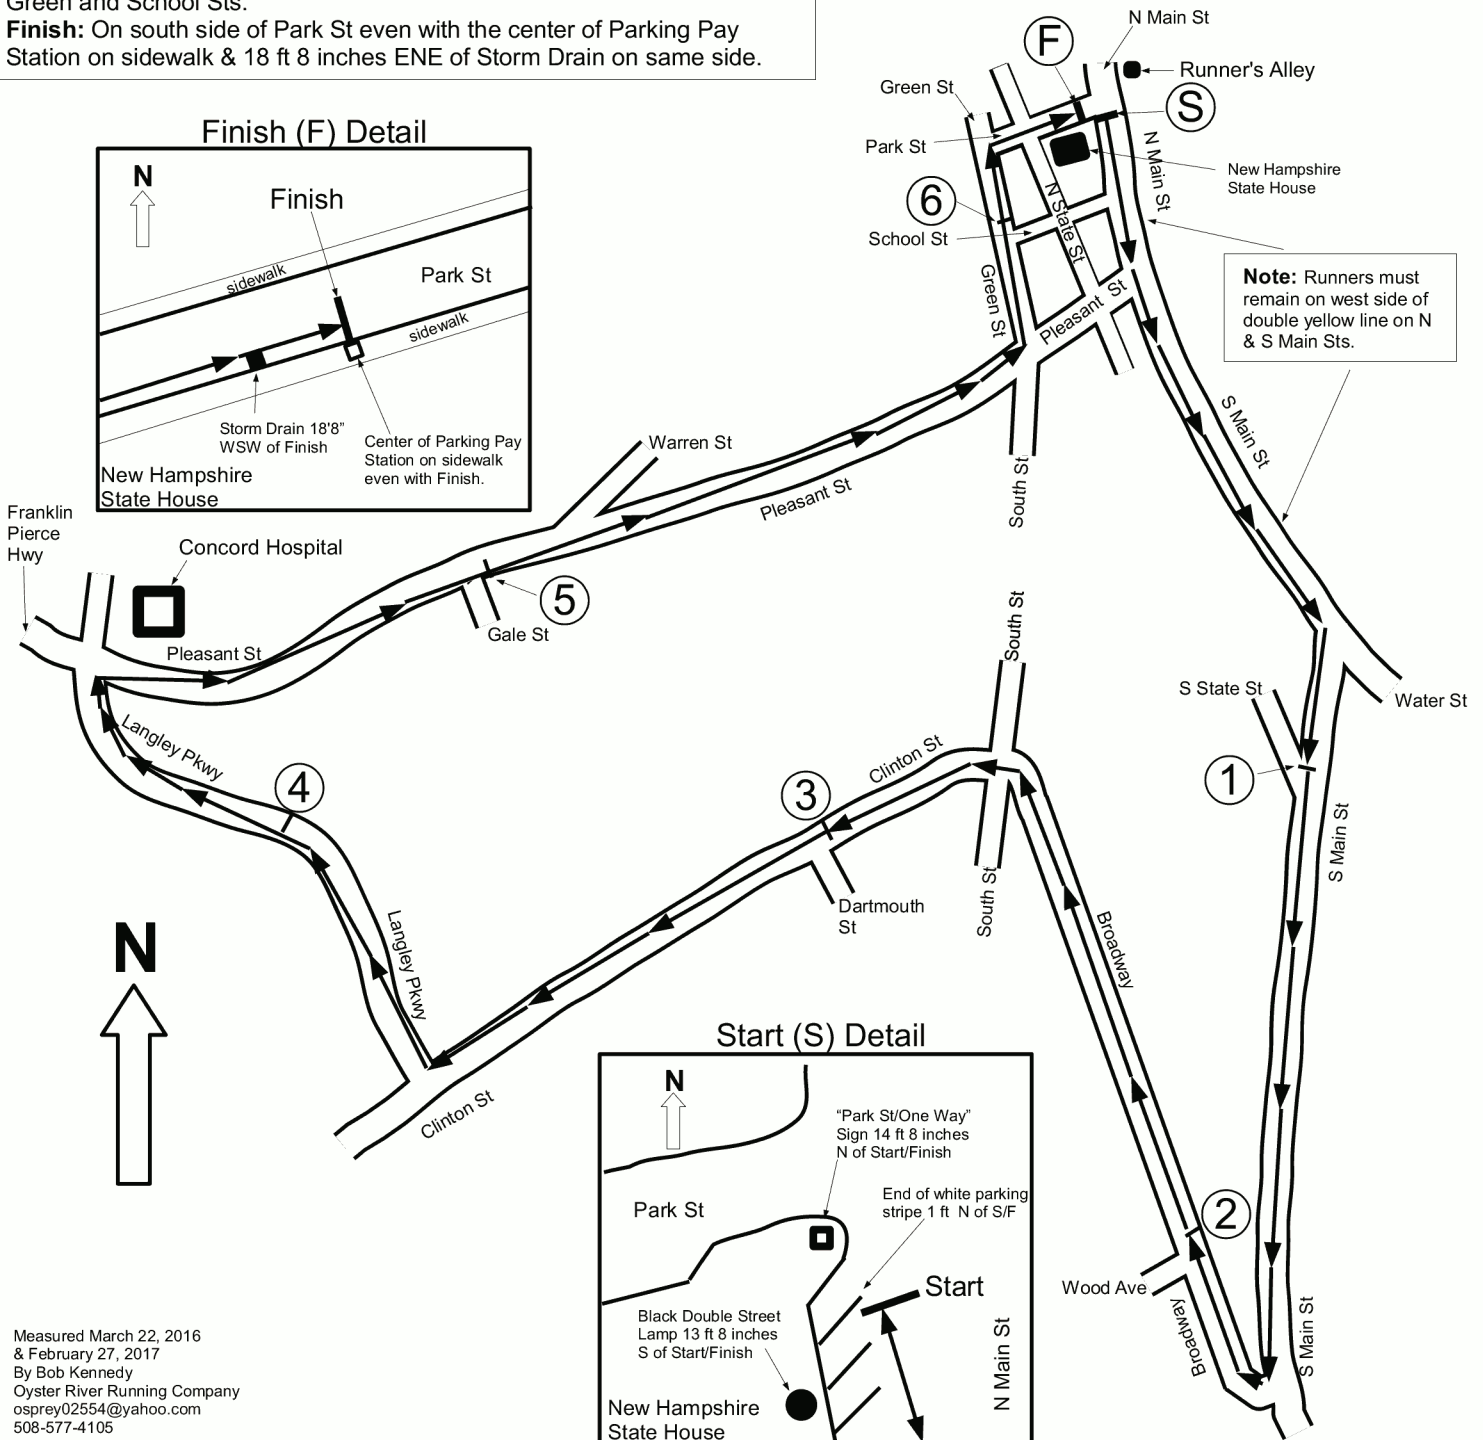 Green and School Sts.
Finish: On south side of Park St even with the center of Parking Pay
Station on sidewalk & 18 ft 8 inches ENE of Storm Drain on same side.
N Main St
F
Runner's Alley
Green St
S
Park St
N Main St
New Hampshire
State House
6
N State St
School St
Green St
Pleasant St
Note: Runners must
remain on west side of
double yellow line on N
& S Main Sts.
Finish (F) Detail
N
Finish
sidewalk
Park St
sidewalk
Storm Drain 18'8”
WSW of Finish
Center of Parking Pay
Station on sidewalk
even with Finish.
New Hampshire
State House
Warren St
Pleasant St
South St
S Main St
Franklin
Pierce
Hwy
Concord Hospital
5
Gale St
Pleasant St
South St
S State St
Water St
Langley Pkwy
4
3
Clinton St
1
S Main St
Dartmouth
St
South St
Broadway
Langley Pkwy
N
Clinton St
Start (S) Detail
N
“Park St/One Way”
Sign 14 ft 8 inches
N of Start/Finish
End of white parking
stripe 1 ft N of S/F
Park St
Start
Black Double Street
Lamp 13 ft 8 inches
S of Start/Finish
N Main St
New Hampshire
State House
2
Wood Ave
Broadway
S Main St
Measured March 22, 2016
& February 27, 2017
By Bob Kennedy
Oyster River Running Company
osprey02554@yahoo.com
508-577-4105